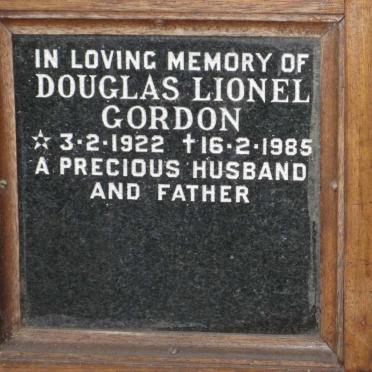 IN LOVING MEMORY OF
DOUGLAS LIONEL
GORDON
☆ 3·2·1922 †16·2·1985
A PRECIOUS HUSBAND
AND FATHER